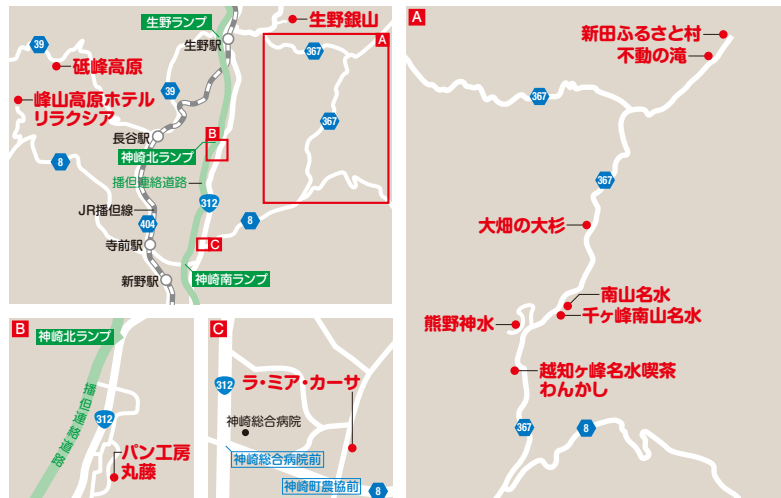 生野ランプ
生野銀山
生野駅
A
39
367
砥峰高原
39
峰山高原ホテル
リラクシア
367
長谷駅
B
神崎北ランプ
8
播但連絡道路
JR播但線
312
8
404
寺前駅
C
神崎南ランプ
新野駅
B
神崎北ランプ
播但連絡道路
312
パン工房
丸藤
C
312
ラ・ミア・カーサ
神崎総合病院
神崎総合病院前
神崎町農協前
8
A
新田ふるさと村
不動の滝
367
367
大畑の大杉
南山名水
千ヶ峰南山名水
熊野神水
越知ヶ峰名水喫茶
わんかし
367
8